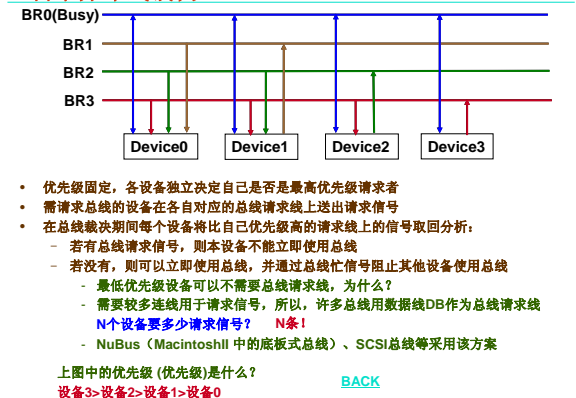 BR0(Busy)
BR1
BR2
BR3
Device0 Device1 Device2 Device3
• 优先级固定，各设备独立决定自己是否是最高优先级请求者
• 需请求总线的设备在各自对应的总线请求线上送出请求信号
• 在总线裁决期间每个设备将比自己优先级高的请求线上的信号取回分析：
– 若有总线请求信号，则本设备不能立即使用总线
– 若没有，则可以立即使用总线，并通过总线忙信号阻止其他设备使用总线
- 最低优先级设备可以不需要总线请求线，为什么？
- 需要较多连线用于请求信号，所以，许多总线用数据线DB作为总线请求线
N个设备要多少请求信号？ N条！
- NuBus（MacintoshII 中的底板式总线）、SCSI总线等采用该方案
上图中的优先级 (优先级)是什么？
设备3>设备2>设备1>设备0
BACK